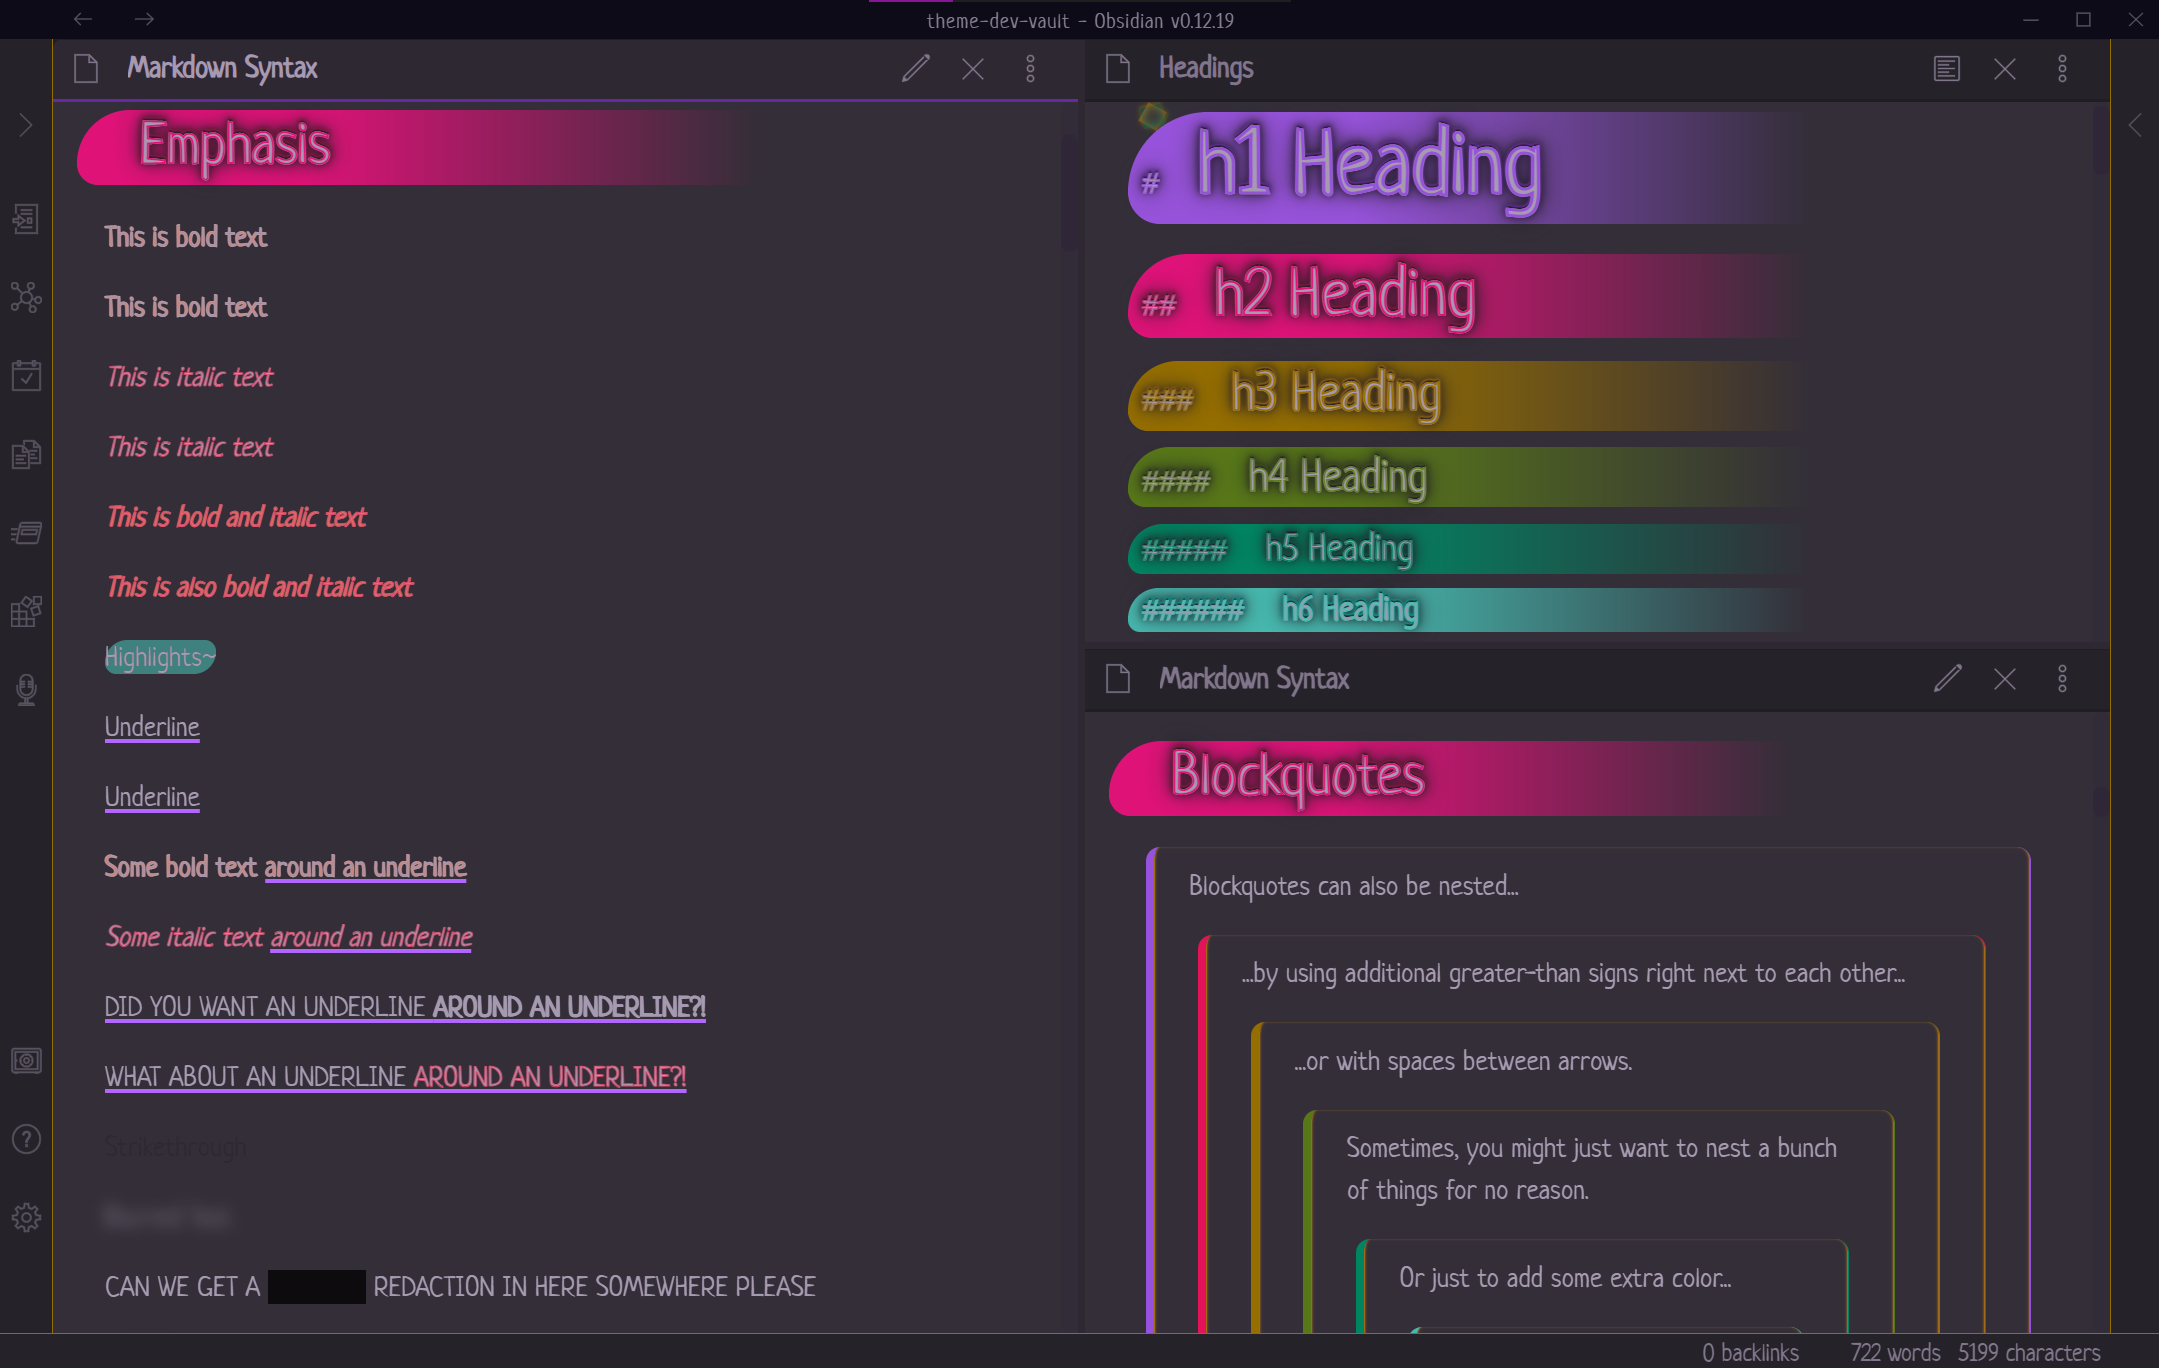 theme-dev-vault - Obsidian v0.12.19
Markdown Syntax
Emphasis
This is bold text
This is bold text
This is italic text
This is italic text
This is bold and italic text
This is also bold and italic text
Highlights~
Underline
Underline
Some bold text around an underline
Some italic text around an underline
DID YOU WANT AN UNDERLINE AROUND AN UNDERLINE?!
WHAT ABOUT AN UNDERLINE AROUND AN UNDERLINE?!
Strikethrough
CAN WE GET A REDACTION IN HERE SOMEWHERE PLEASE
Headings
# h1 Heading
## h2 Heading
### h3 Heading
#### h4 Heading
##### h5 Heading
###### h6 Heading
Markdown Syntax
Blockquotes
Blockquotes can also be nested...
...by using additional greater-than signs right next to each other...
...or with spaces between arrows.
Sometimes, you might just want to nest a bunch
of things for no reason.
Or just to add some extra color...
0 backlinks 722 words 5199 characters